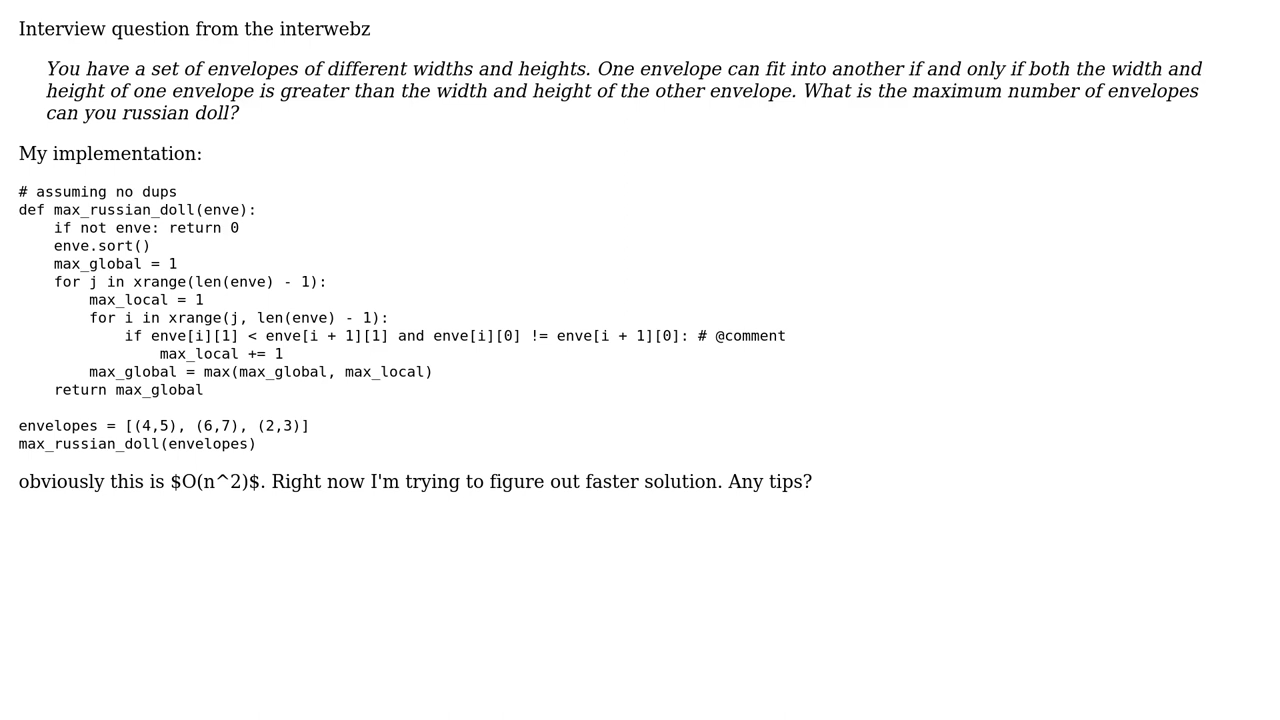 Interview question from the interwebz
You have a set of envelopes of different widths and heights. One envelope can fit into another if and only if both the width and
height of one envelope is greater than the width and height of the other envelope. What is the maximum number of envelopes
can you russian doll?
My implementation:
# assuming no dups
def max_russian_doll(enve):
    if not enve: return 0
    enve.sort()
    max_global = 1
    for j in xrange(len(enve) - 1):
        max_local = 1
        for i in xrange(j, len(enve) - 1):
            if enve[i][1] < enve[i + 1][1] and enve[i][0] != enve[i + 1][0]: # @comment
                max_local += 1
        max_global = max(max_global, max_local)
    return max_global
envelopes = [(4,5), (6,7), (2,3)]
max_russian_doll(envelopes)
obviously this is $O(n^2)$. Right now I'm trying to figure out faster solution. Any tips?